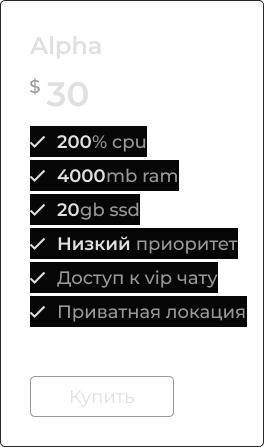 Alpha
$ 30
200% cpu
4000mb ram
20gb ssd
Низкий приоритет
Доступ к vip чату
Приватная локация
Купить